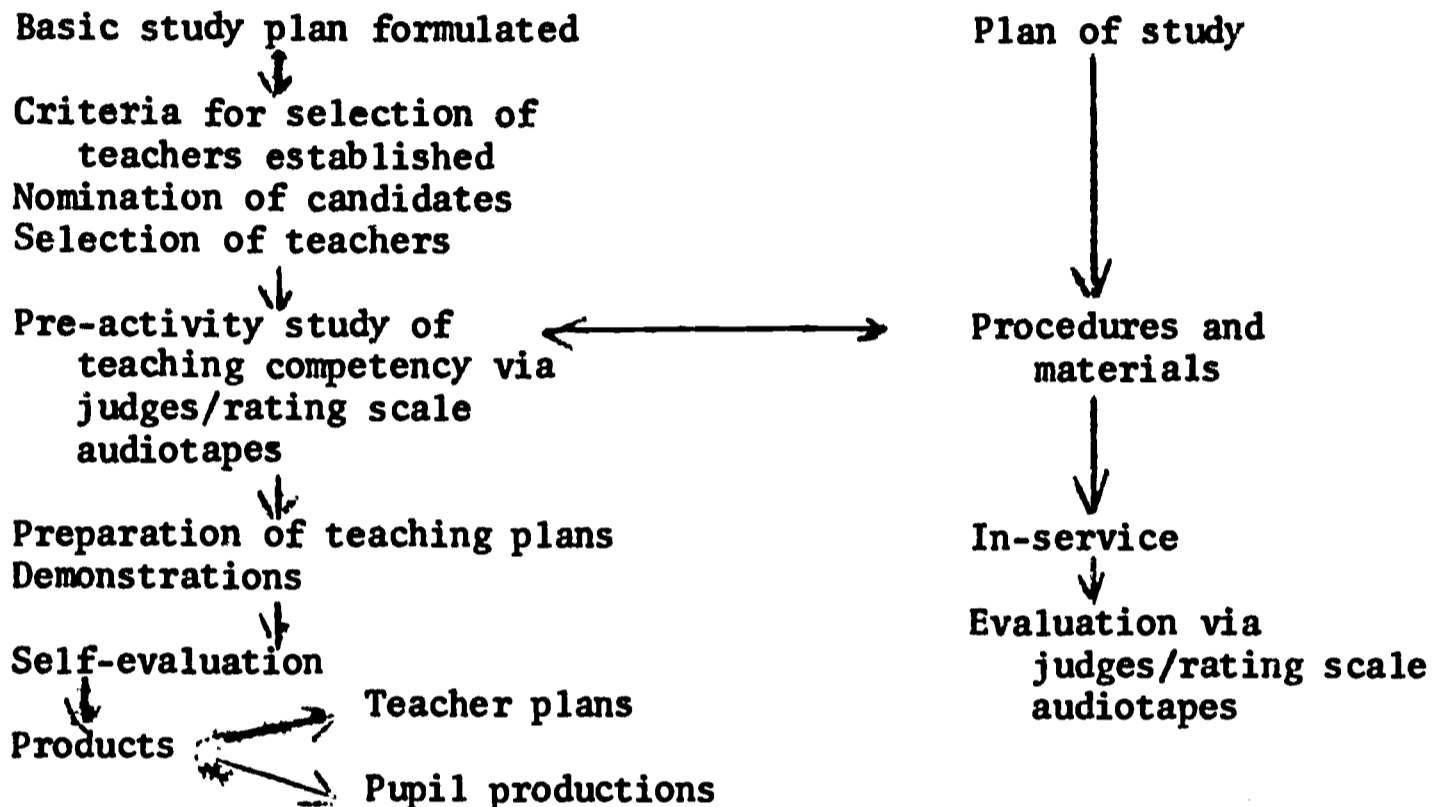 Basic study plan formulated
Criteria for selection of
teachers established
Nomination of candidates
Selection of teachers
Pre-activity study of
teaching competency via
judges/rating scale
audiotapes
Preparation of teaching plans
Demonstrations
Self-evaluation
Products
Teacher plans
Pupil productions
Plan of study
Procedures and
materials
In-service
Evaluation via
judges/rating scale
audiotapes